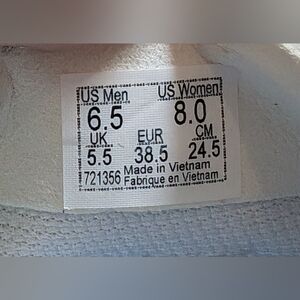 US Men US Women
6.5 8.0
UK EUR CM
5.5 38.5 24.5
721356 Made in Vietnam
Fabrique en Vietnam